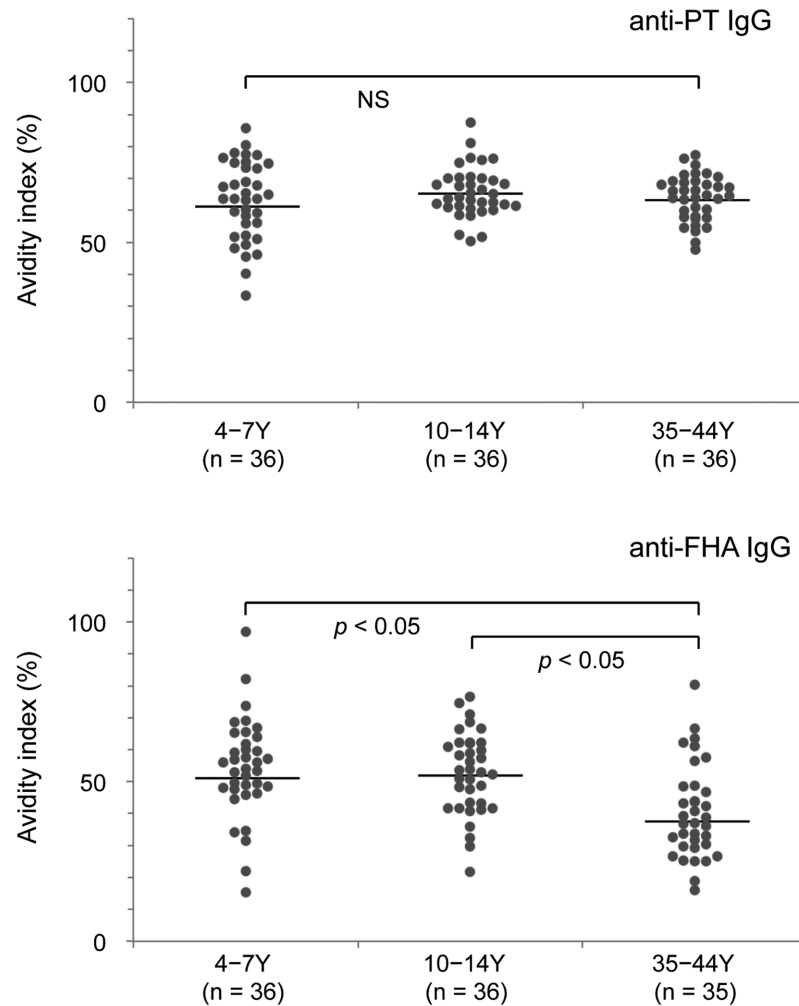 anti-PT IgG
Avidity index (%)
100
50
0
NS
4−7Y
(n = 36)
10−14Y
(n = 36)
35−44Y
(n = 36)
anti-FHA IgG
Avidity index (%)
100
50
0
p < 0.05
p < 0.05
4−7Y
(n = 36)
10−14Y
(n = 36)
35−44Y
(n = 35)